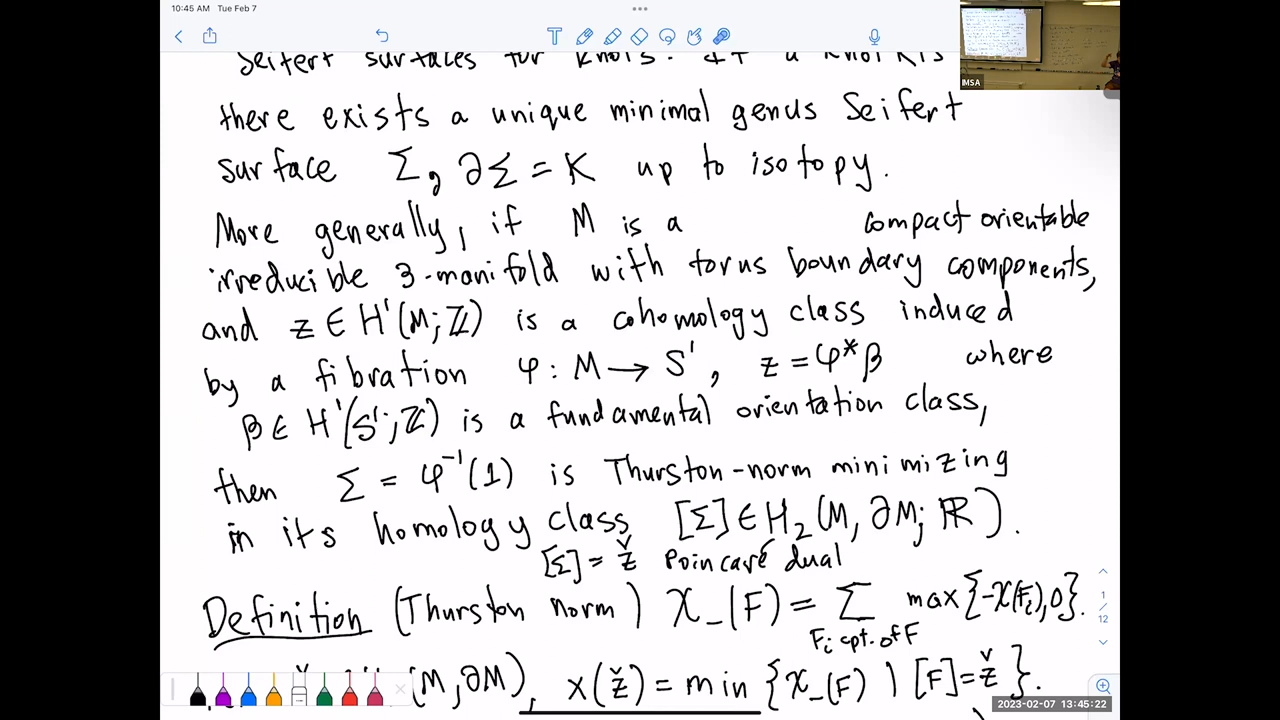 10:45 AM Tue Feb 7
IMSA
Seifert surfaces for knots. If a knot K is
there exists a unique minimal genus Seifert
surface Σ, ∂Σ = K up to isotopy.
More generally, if M is a compact orientable
irreducible 3-manifold with torus boundary components,
and z ∈ H¹(M; ℤ) is a cohomology class induced
by a fibration φ : M → S¹, z = φ*β where
β ∈ H¹(S¹; ℤ) is a fundamental orientation class,
then Σ = φ⁻¹(1) is Thurston-norm minimizing
in its homology class [Σ] ∈ H₂(M, ∂M; ℝ).
[Σ] = ž Poincaré dual
Definition (Thurston norm) χ_(F) = Σ max{-χ(Fᵢ), 0}.
Fᵢ cpt. of F
(M, ∂M), x(ž) = min {χ_(F) | [F] = ž}.
1
/
12
2023-02-07 13:45:22